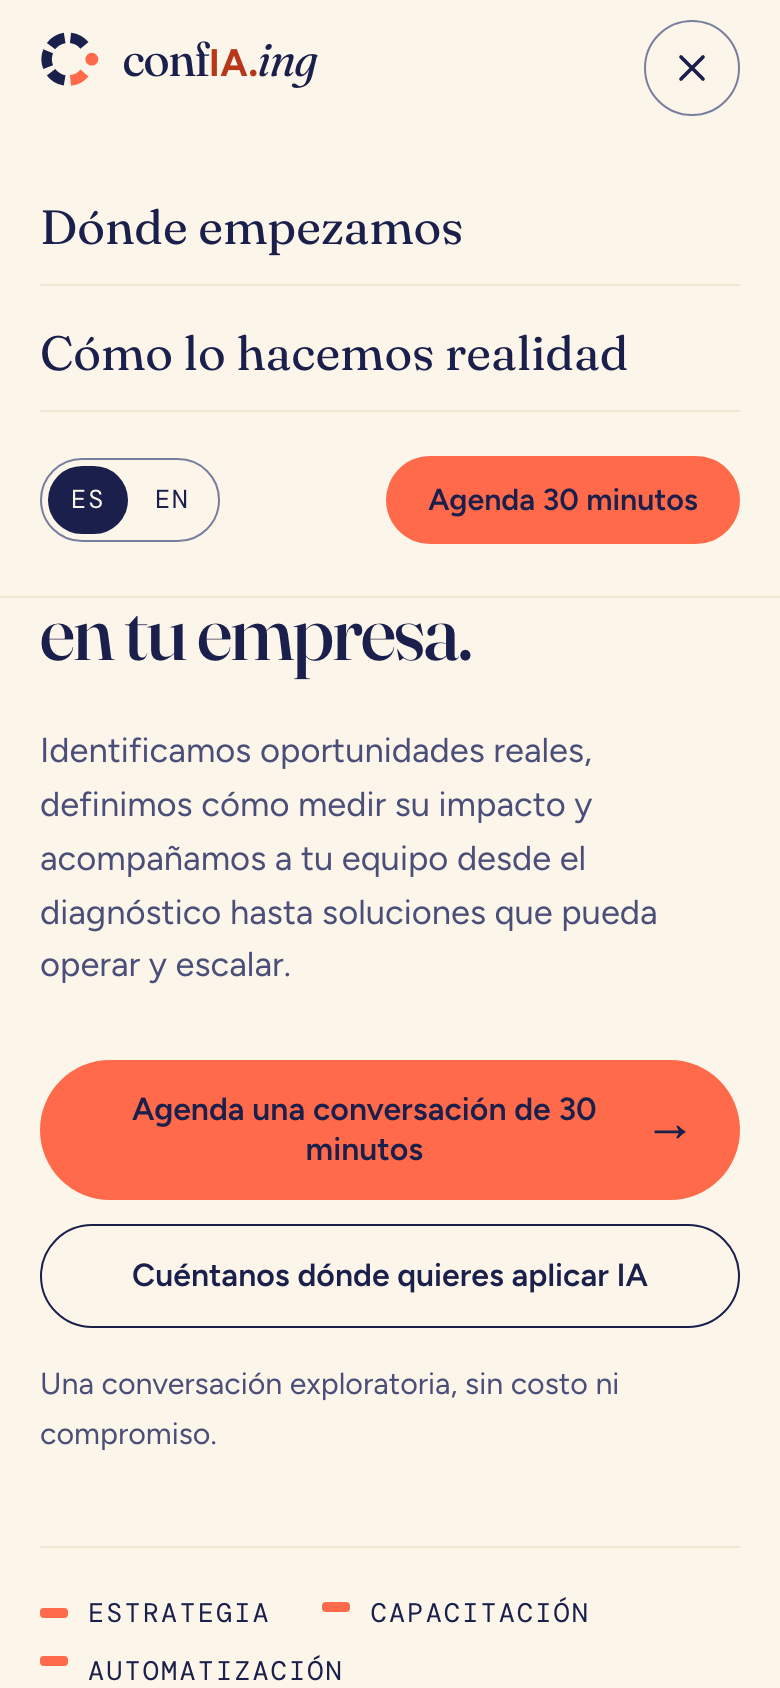 confIA.ing
Dónde empezamos
Cómo lo hacemos realidad
ES EN
Agenda 30 minutos
en tu empresa.
Identificamos oportunidades reales,
definimos cómo medir su impacto y
acompañamos a tu equipo desde el
diagnóstico hasta soluciones que pueda
operar y escalar.
Agenda una conversación de 30
minutos →
Cuéntanos dónde quieres aplicar IA
Una conversación exploratoria, sin costo ni
compromiso.
ESTRATEGIA CAPACITACIÓN
AUTOMATIZACIÓN